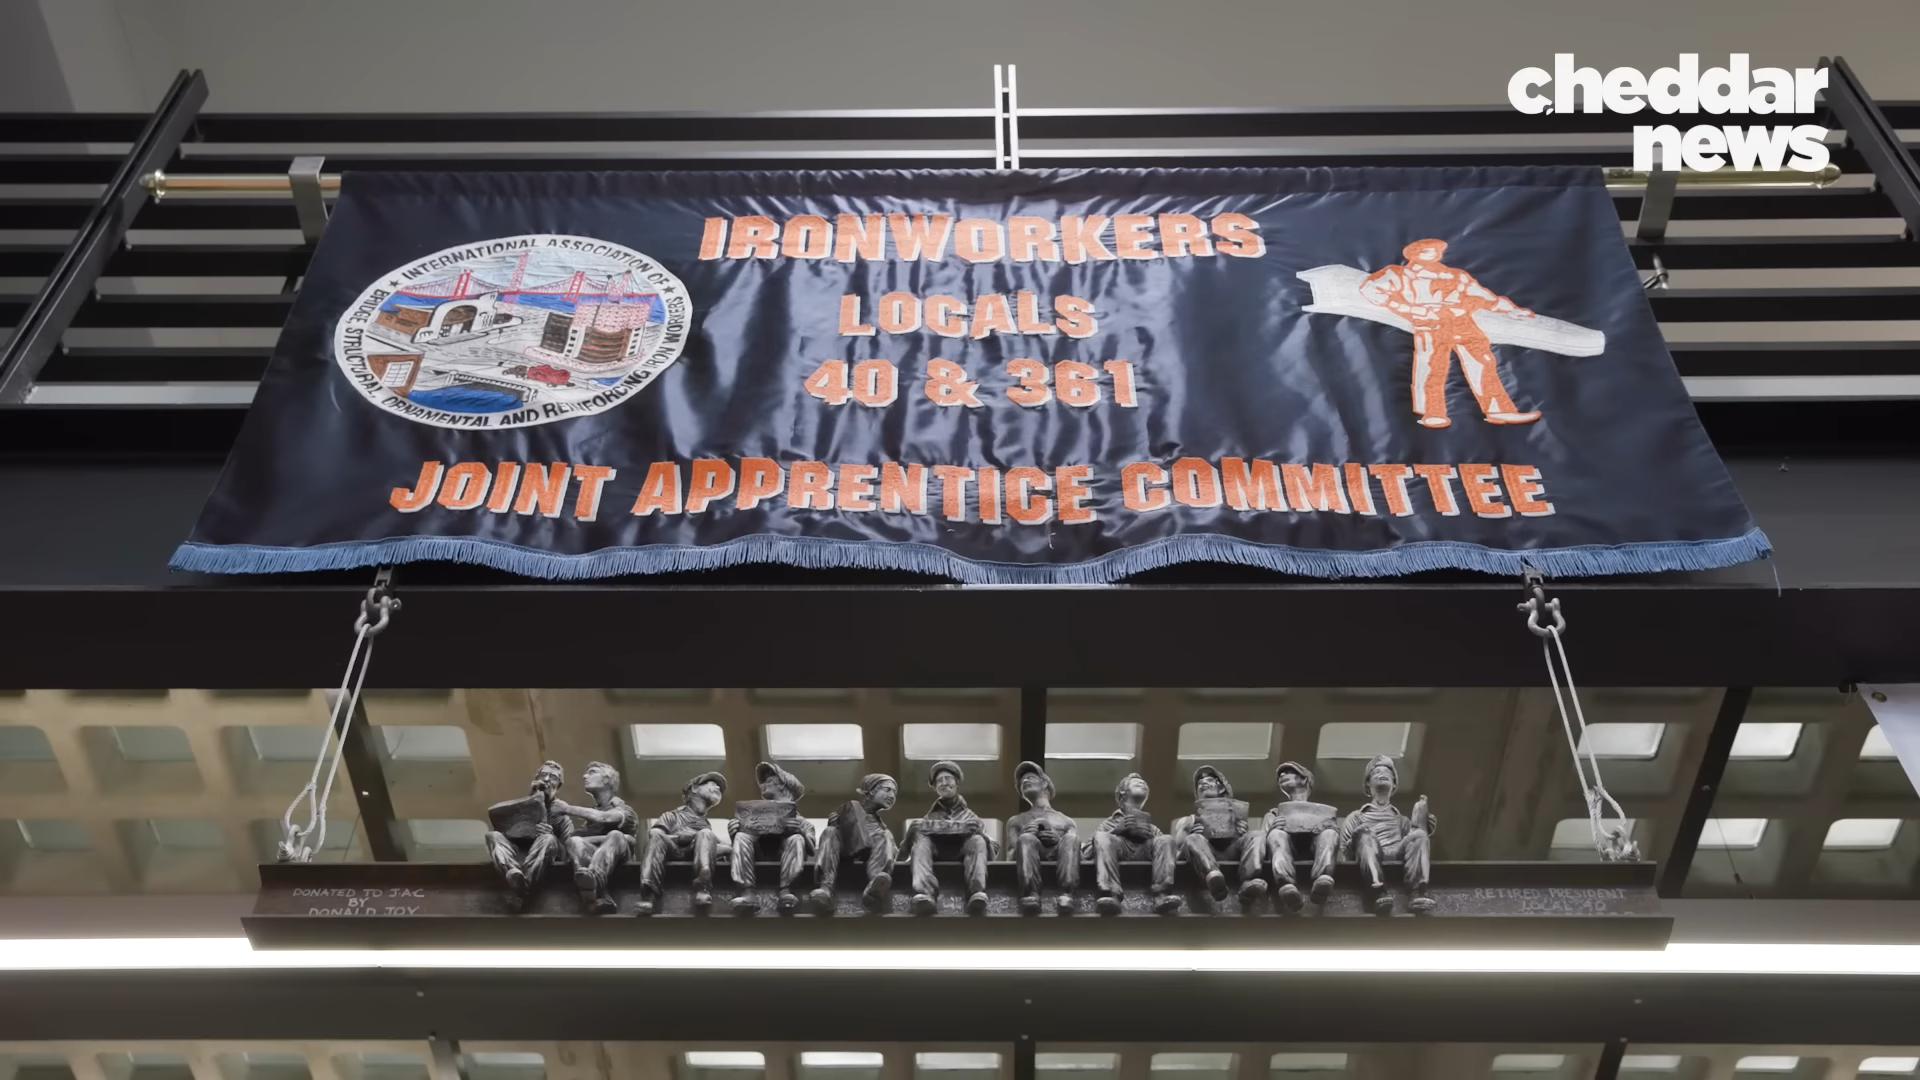 cheddar
news
IRONWORKERS
LOCALS
40 & 361
JOINT APPRENTICE COMMITTEE
INTERNATIONAL ASSOCIATION OF
BRIDGE STRUCTURAL, ORNAMENTAL AND REINFORCING IRON WORKERS
DONATED TO JAC
BY
DONALD JOY
RETIRED PRESIDENT
LOCAL 40